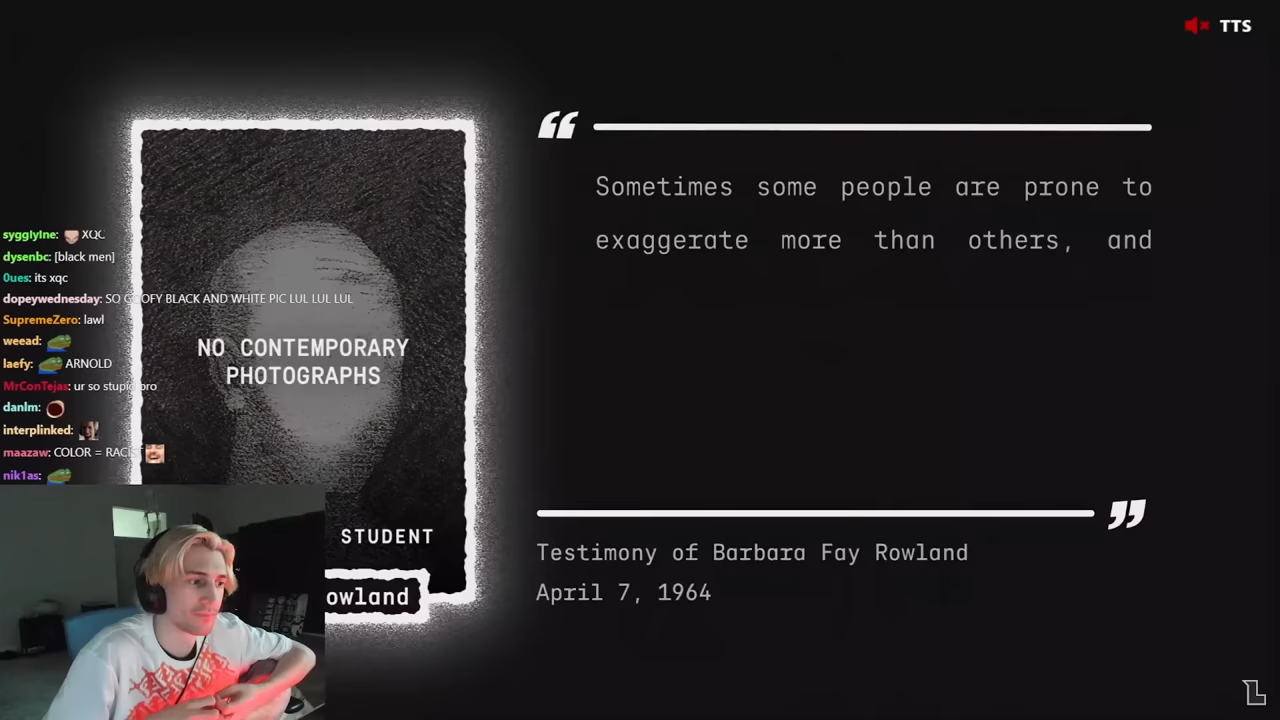 TTS
“
Sometimes some people are prone to
exaggerate more than others, and
sygglylne: XQC
dysenbc: [black men]
0ues: its xqc
dopeywednesday: SO GOOFY BLACK AND WHITE PIC LUL LUL LUL
SupremeZero: lawl
weead:
laefy: ARNOLD
MrConTejas: ur so stupid bro
danlm:
interplinked:
maazaw: COLOR = RACIS
nik1as:
NO CONTEMPORARY
PHOTOGRAPHS
STUDENT
owland
”
Testimony of Barbara Fay Rowland
April 7, 1964